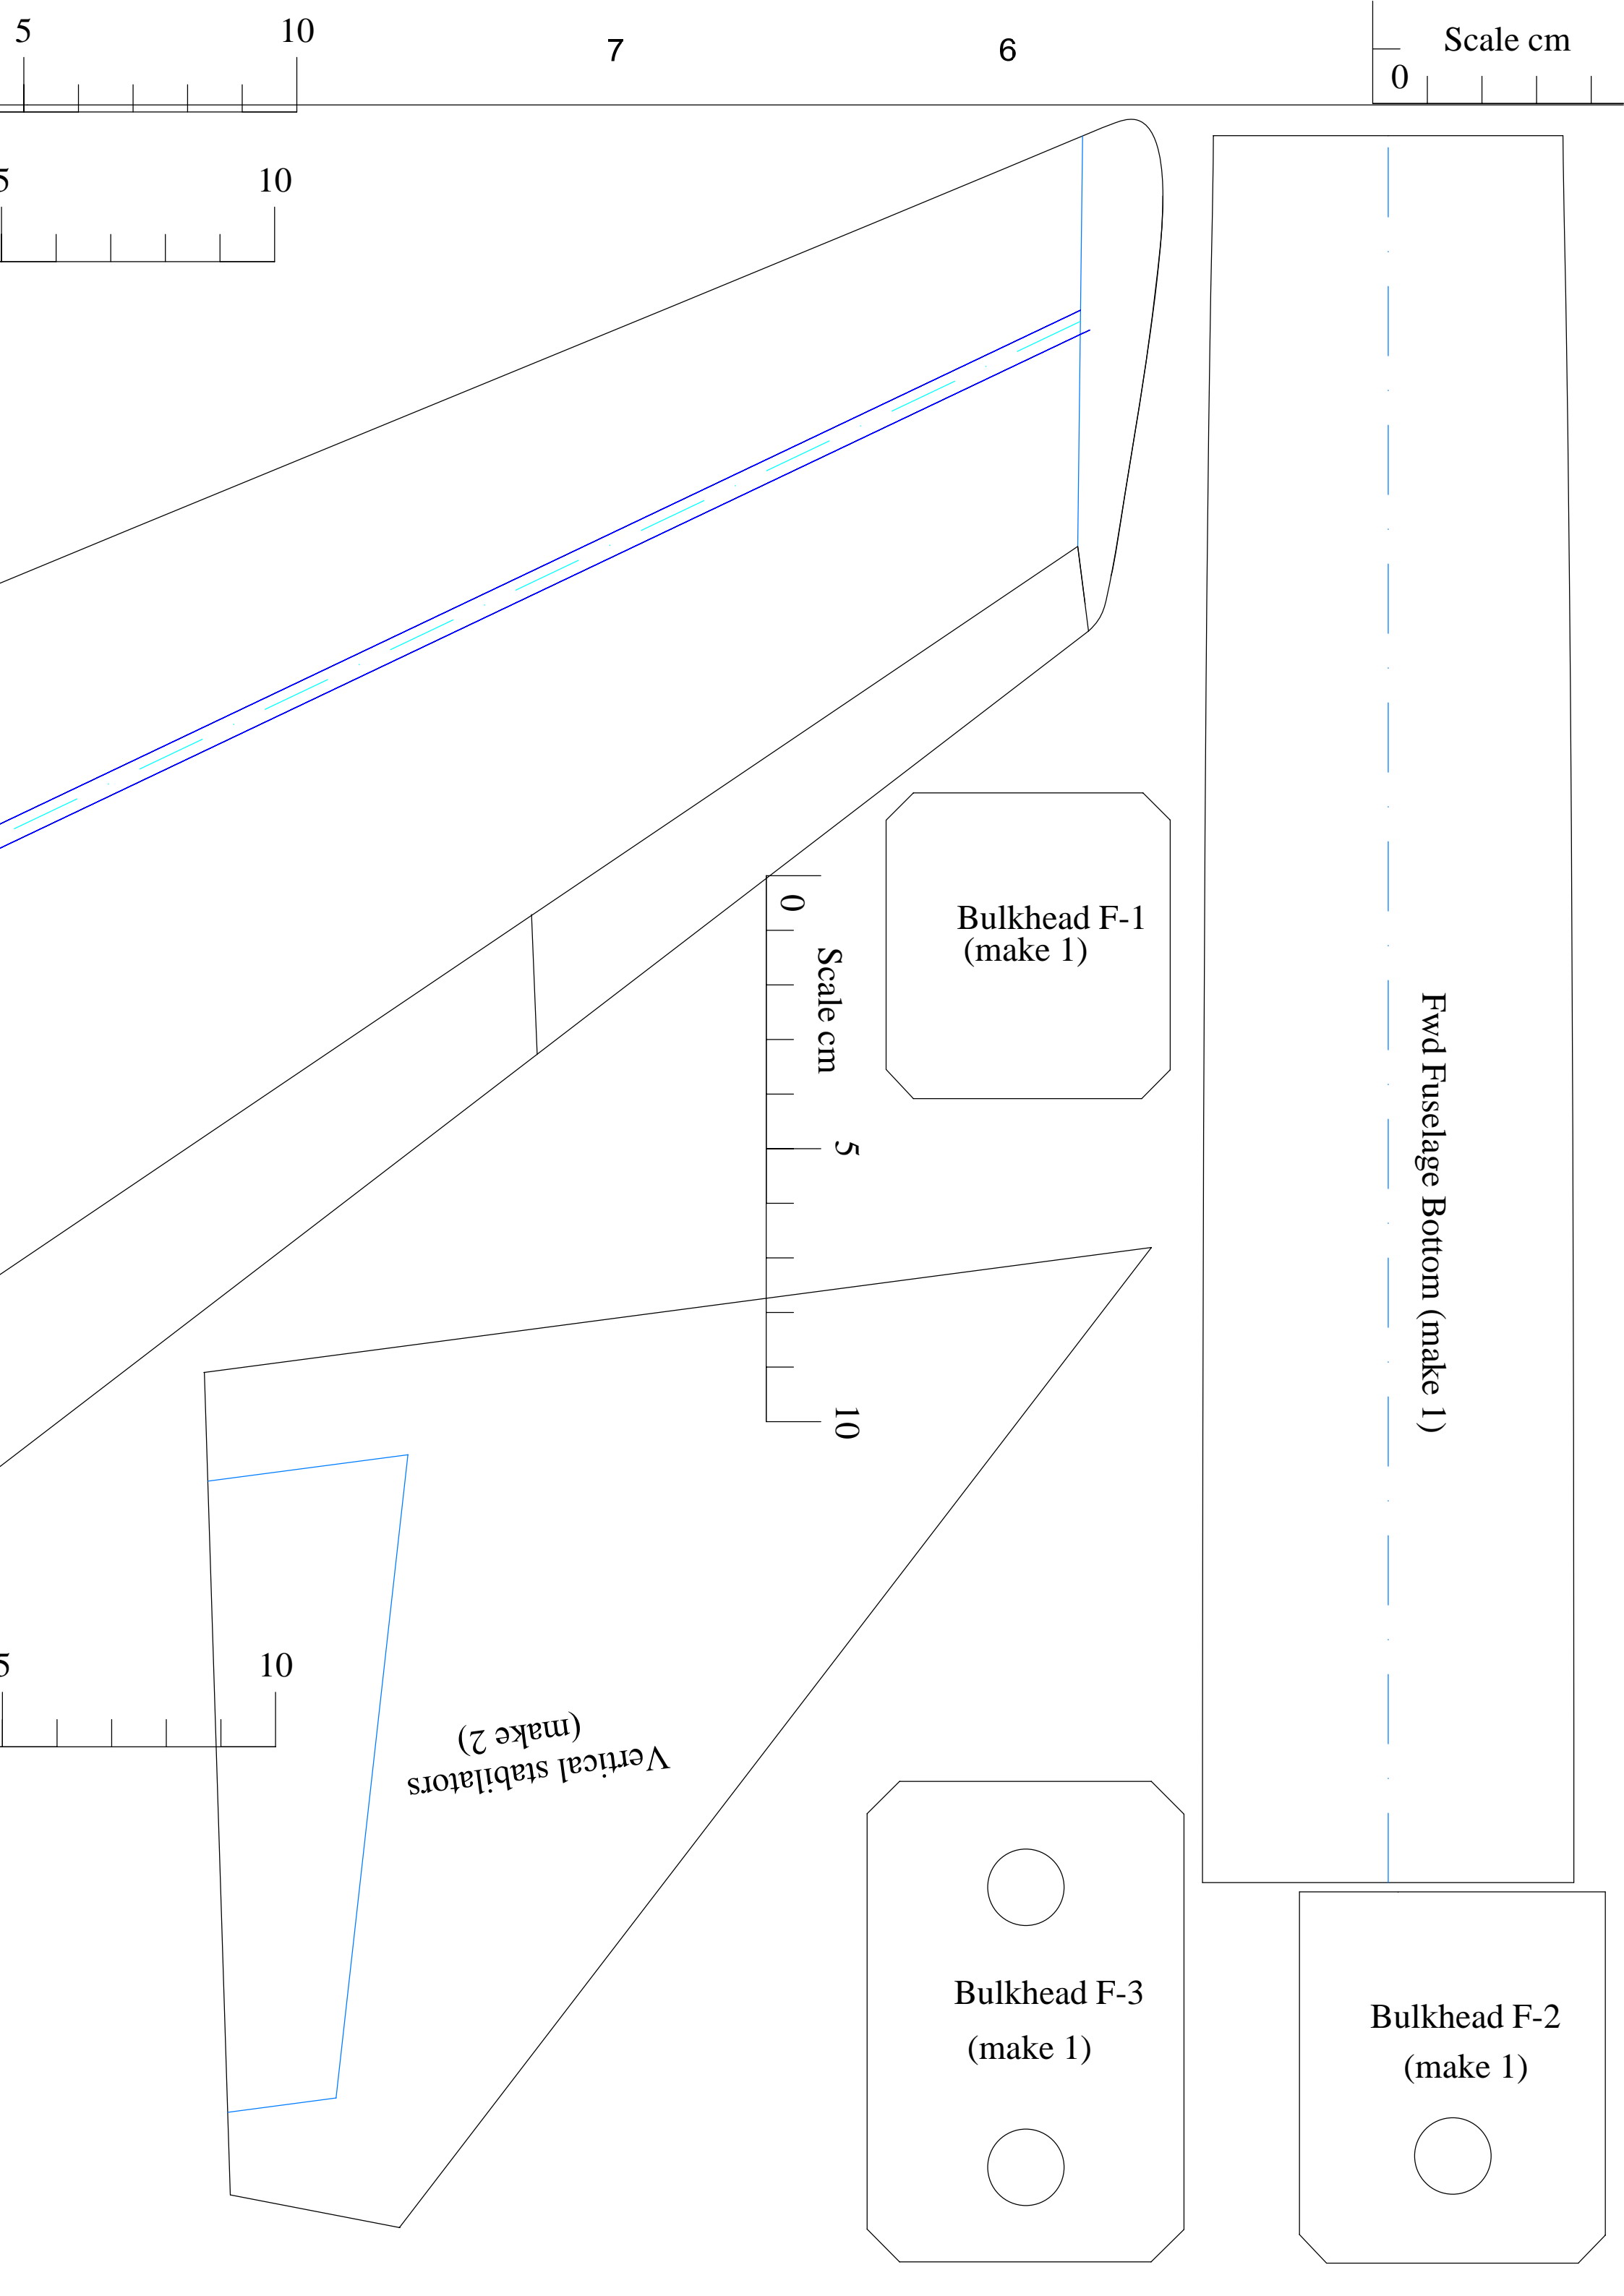 5
10
7
6
Scale cm
0
5
10
Bulkhead F-1
(make 1)
0
Scale cm
5
10
Fwd Fuselage Bottom (make 1)
5
10
Vertical stabilators
(make 2)
Bulkhead F-3
(make 1)
Bulkhead F-2
(make 1)